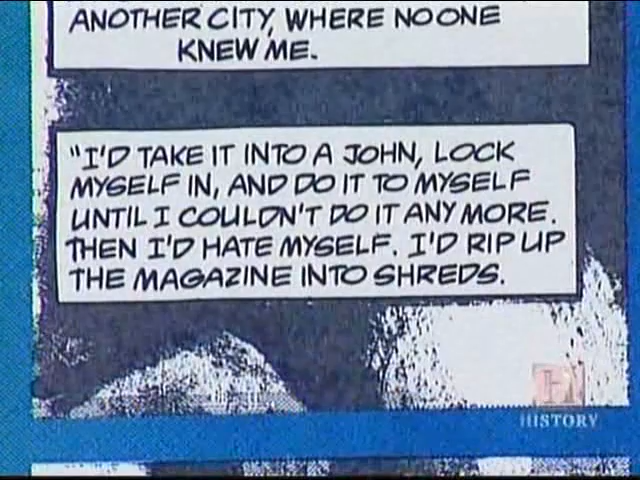 ANOTHER CITY, WHERE NO ONE
KNEW ME.
"I'D TAKE IT INTO A JOHN, LOCK
MYSELF IN, AND DO IT TO MYSELF
UNTIL I COULDN'T DO IT ANY MORE.
THEN I'D HATE MYSELF. I'D RIP UP
THE MAGAZINE INTO SHREDS.
H
HISTORY